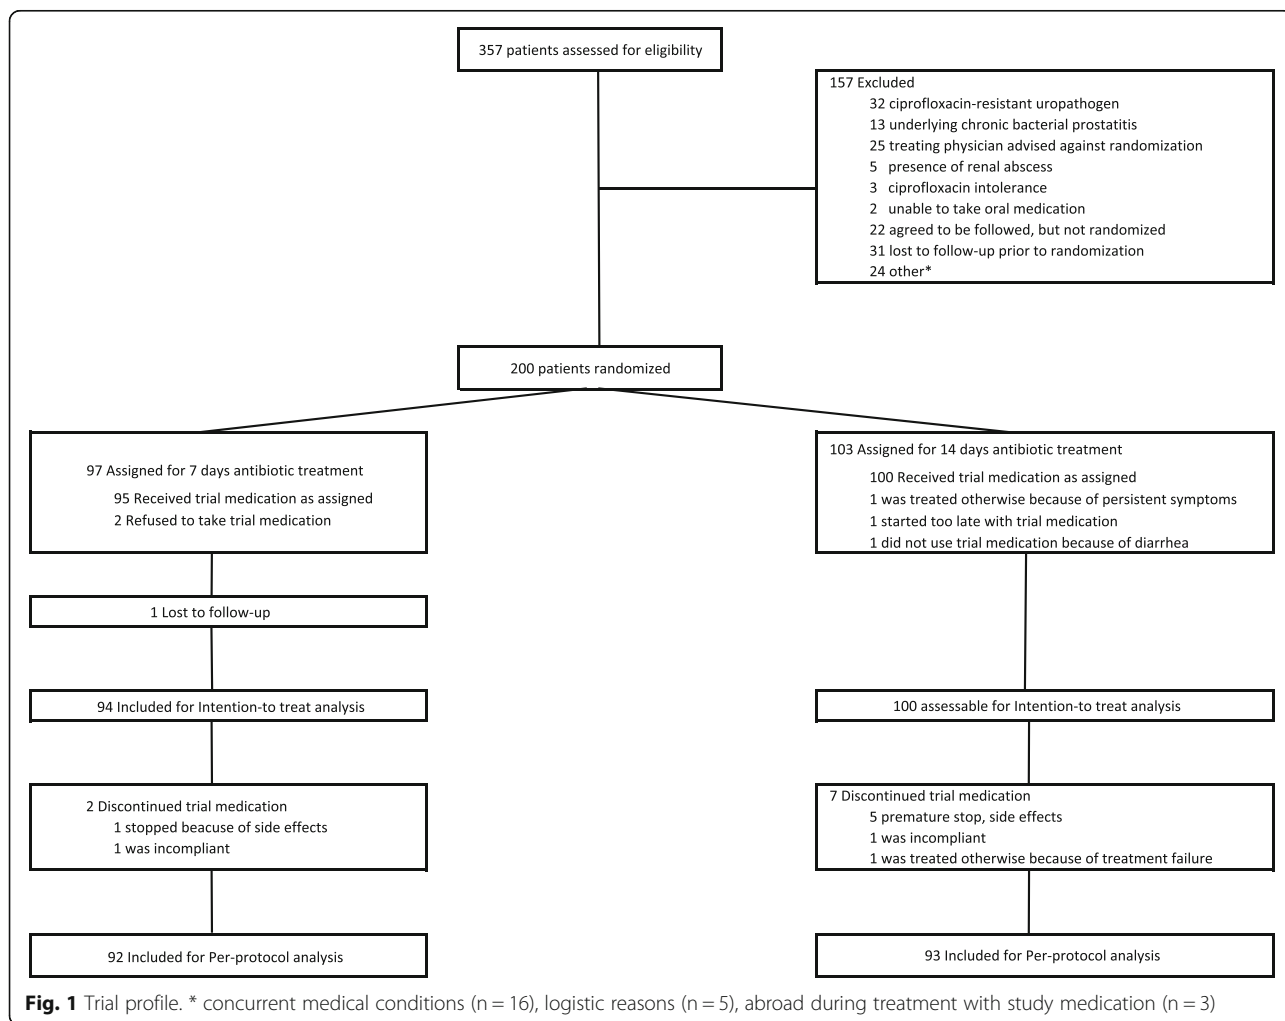 357 patients assessed for eligibility
157 Excluded
32 ciprofloxacin-resistant uropathogen
13 underlying chronic bacterial prostatitis
25 treating physician advised against randomization
5 presence of renal abscess
3 ciprofloxacin intolerance
2 unable to take oral medication
22 agreed to be followed, but not randomized
31 lost to follow-up prior to randomization
24 other*
200 patients randomized
97 Assigned for 7 days antibiotic treatment
95 Received trial medication as assigned
2 Refused to take trial medication
103 Assigned for 14 days antibiotic treatment
100 Received trial medication as assigned
1 was treated otherwise because of persistent symptoms
1 started too late with trial medication
1 did not use trial medication because of diarrhea
1 Lost to follow-up
94 Included for Intention-to treat analysis
100 assessable for Intention-to treat analysis
2 Discontinued trial medication
1 stopped beacuse of side effects
1 was incompliant
7 Discontinued trial medication
5 premature stop, side effects
1 was incompliant
1 was treated otherwise because of treatment failure
92 Included for Per-protocol analysis
93 Included for Per-protocol analysis
Fig. 1 Trial profile. * concurrent medical conditions (n = 16), logistic reasons (n = 5), abroad during treatment with study medication (n = 3)